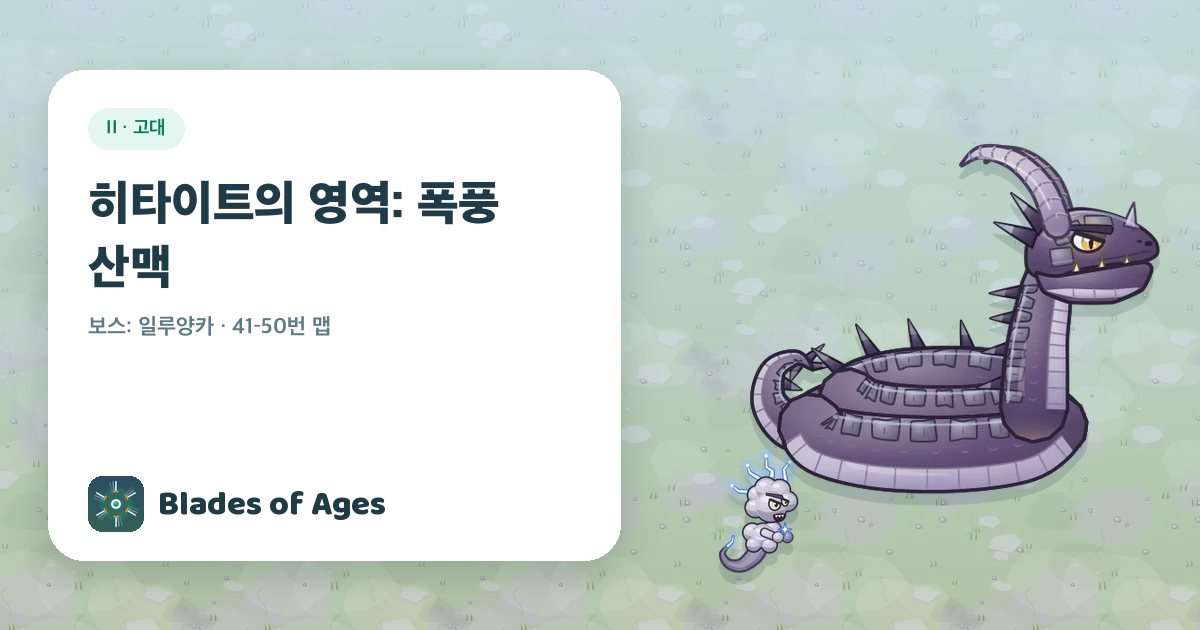 II · 고대
히타이트의 영역: 폭풍
산맥
보스: 일루양카 · 41-50번 맵
Blades of Ages